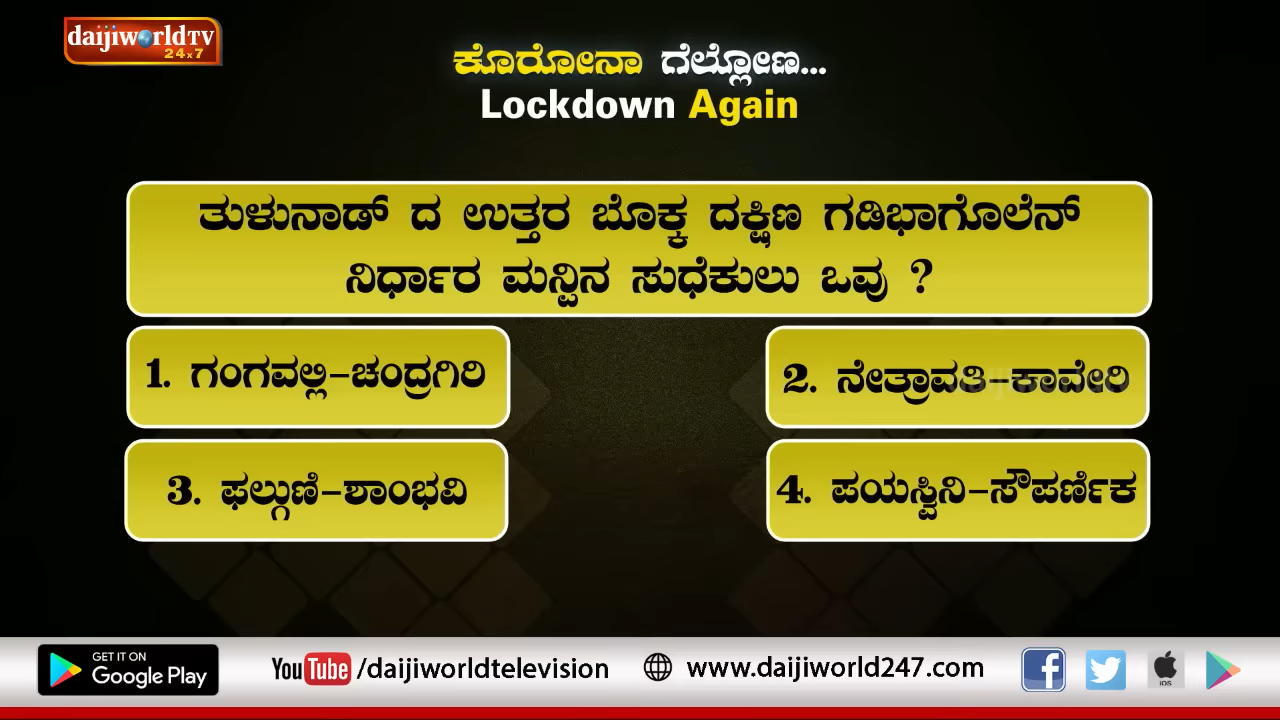 daijiworldTV
24x7
ಕೊರೋನಾ ಗೆಲ್ಲೋಣ...
Lockdown Again
ತುಳುನಾಡ್ ದ ಉತ್ತರ ಬೊಕ್ಕ ದಕ್ಷಿಣ ಗಡಿಭಾಗೊಲೆನ್
ನಿರ್ಧಾರ ಮನ್ಪಿನ ಸುಧೆಕುಲು ಒವು ?
1. ಗಂಗವಲ್ಲಿ-ಚಂದ್ರಗಿರಿ
2. ನೇತ್ರಾವತಿ-ಕಾವೇರಿ
3. ಫಲ್ಗುಣಿ-ಶಾಂಭವಿ
4. ಪಯಸ್ವಿನಿ-ಸೌಪರ್ಣಿಕ
GET IT ON
Google Play
YouTube /daijiworldtelevision
www.daijiworld247.com
iOS